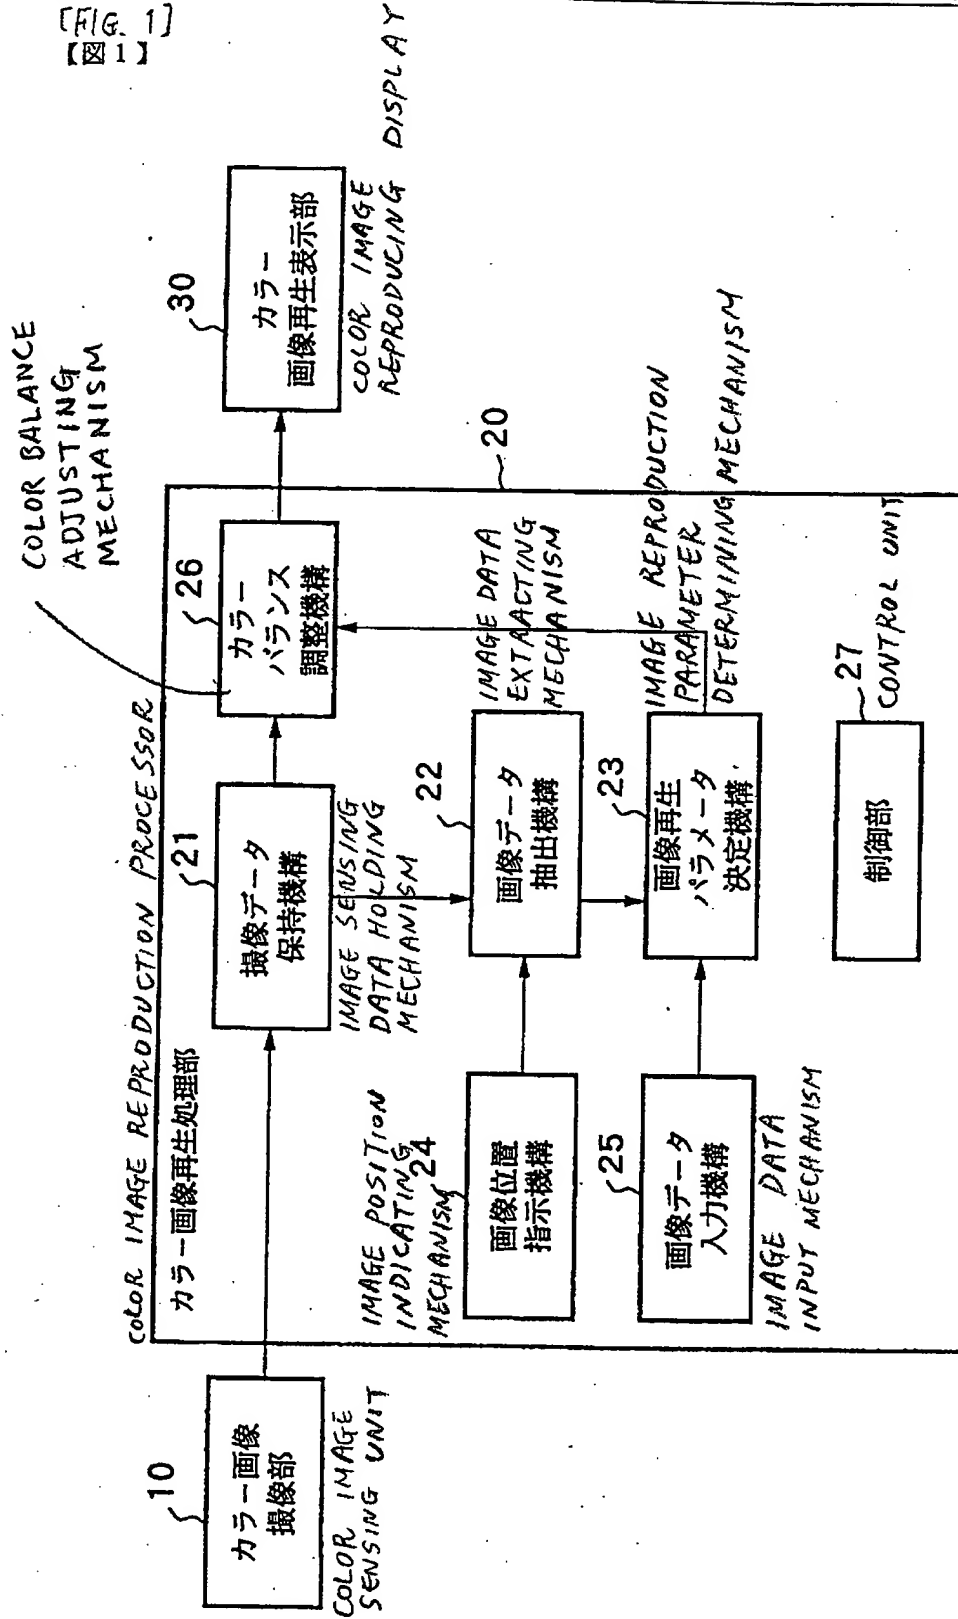 [FIG. 1]
【図1】
COLOR BALANCE
ADJUSTING
MECHANISM
COLOR IMAGE REPRODUCTION PROCESSOR
カラー画像再生処理部
10
カラー画像
撮像部
COLOR IMAGE
SENSING UNIT
21
撮像データ
保持機構
IMAGE SENSING
DATA HOLDING
MECHANISM
26
カラー
バランス
調整機構
30
カラー
画像再生表示部
COLOR IMAGE
REPRODUCING DISPLAY
20
IMAGE POSITION
INDICATING
MECHANISM
24
画像位置
指示機構
22
画像データ
抽出機構
IMAGE DATA
EXTRACTING
MECHANISM
25
画像データ
入力機構
IMAGE DATA
INPUT MECHANISM
23
画像再生
パラメータ
決定機構
IMAGE REPRODUCTION
PARAMETER
DETERMINING MECHANISM
27
制御部
CONTROL UNIT